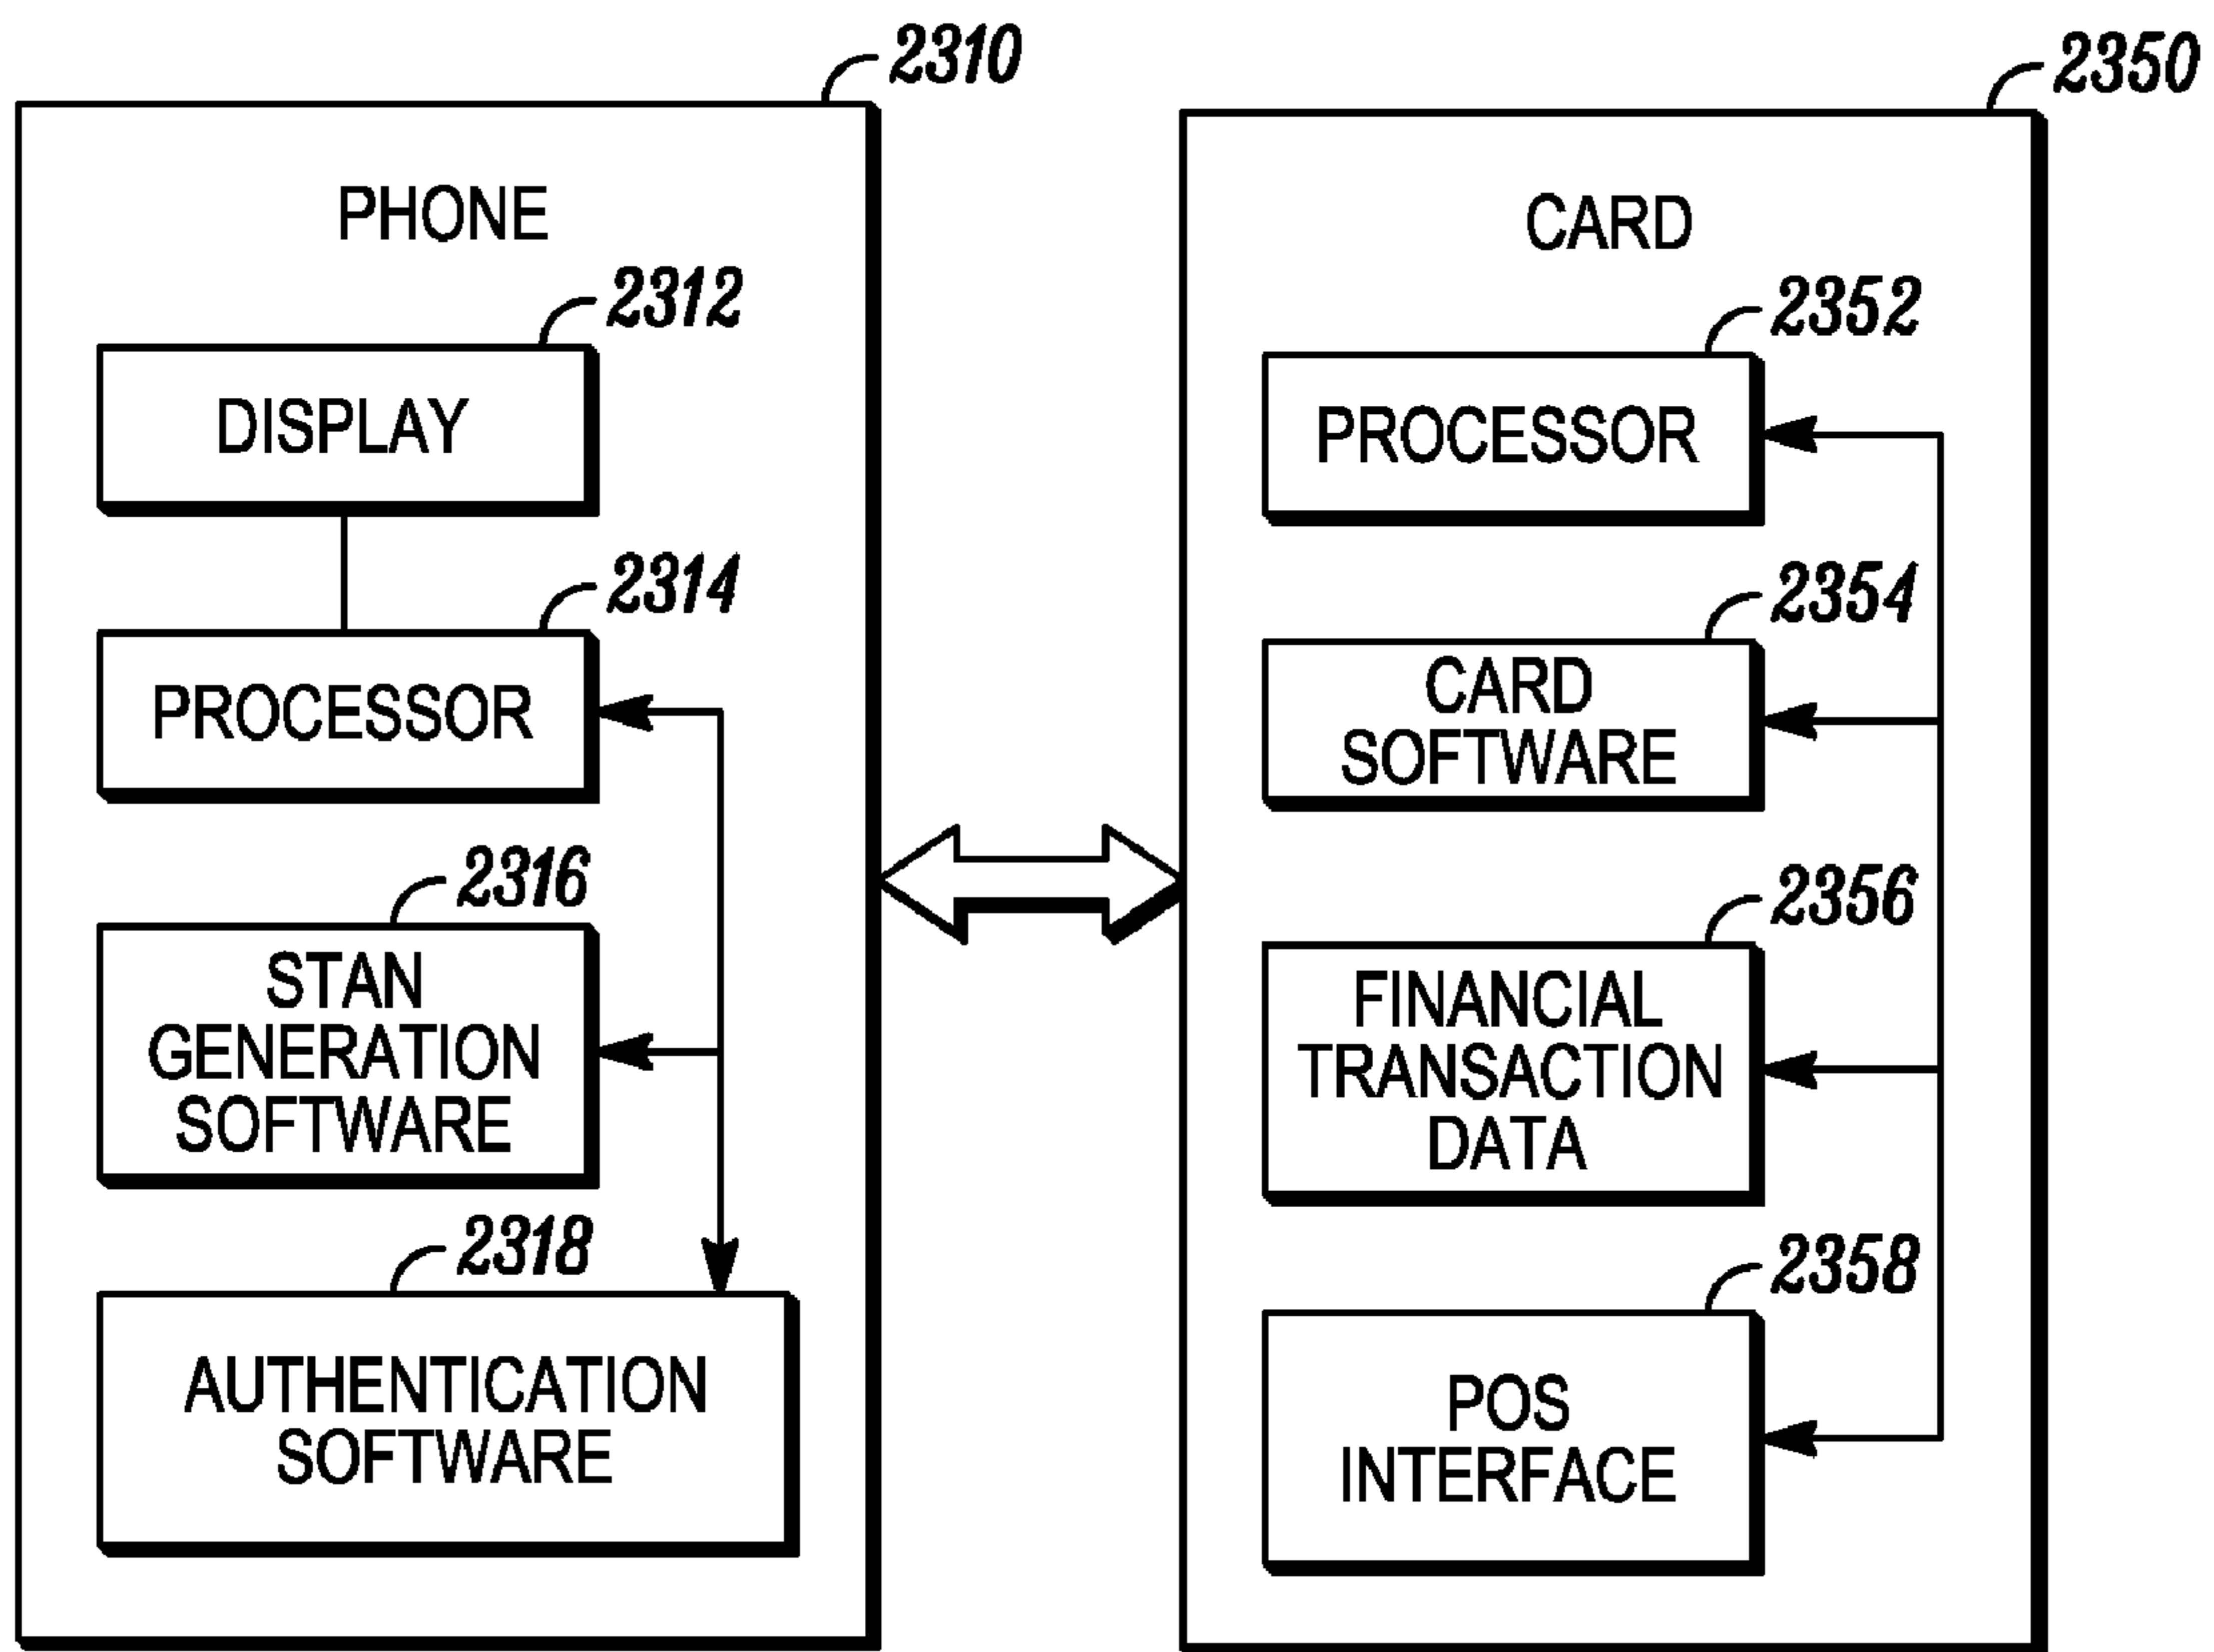 2310
PHONE
2312
DISPLAY
2314
PROCESSOR
2316
STAN
GENERATION
SOFTWARE
2318
AUTHENTICATION
SOFTWARE
2350
CARD
2352
PROCESSOR
2354
CARD
SOFTWARE
2356
FINANCIAL
TRANSACTION
DATA
2358
POS
INTERFACE